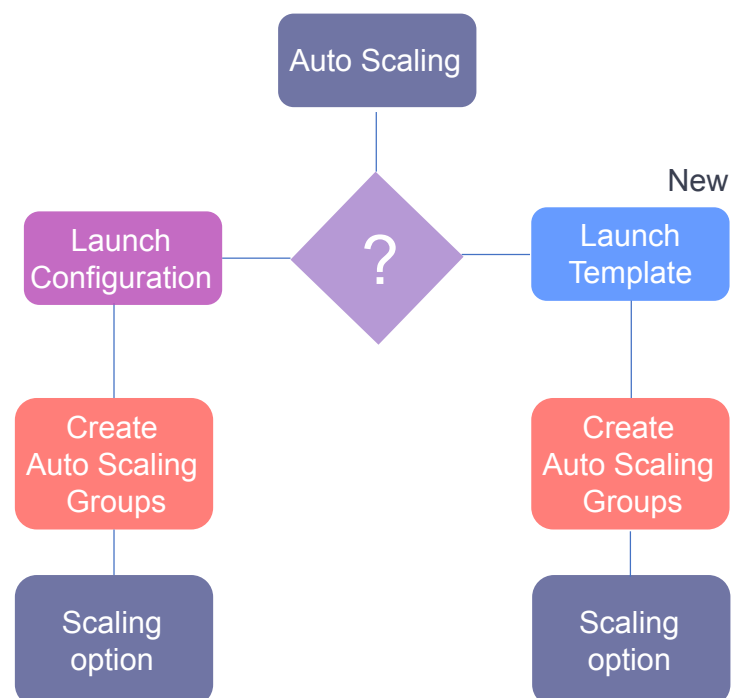 Auto Scaling
New
Launch
Configuration
?
Launch
Template
Create
Auto Scaling
Groups
Create
Auto Scaling
Groups
Scaling
option
Scaling
option